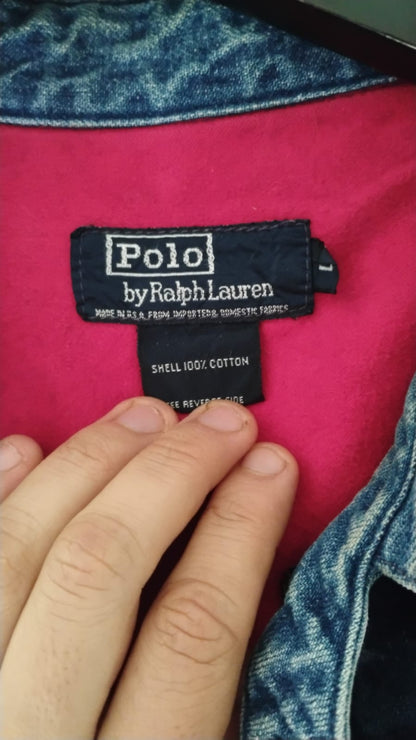 Polo
by Ralph Lauren
MADE IN U.S.A. FROM IMPORTED & DOMESTIC FABRICS
L
SHELL 100% COTTON
SEE REVERSE SIDE